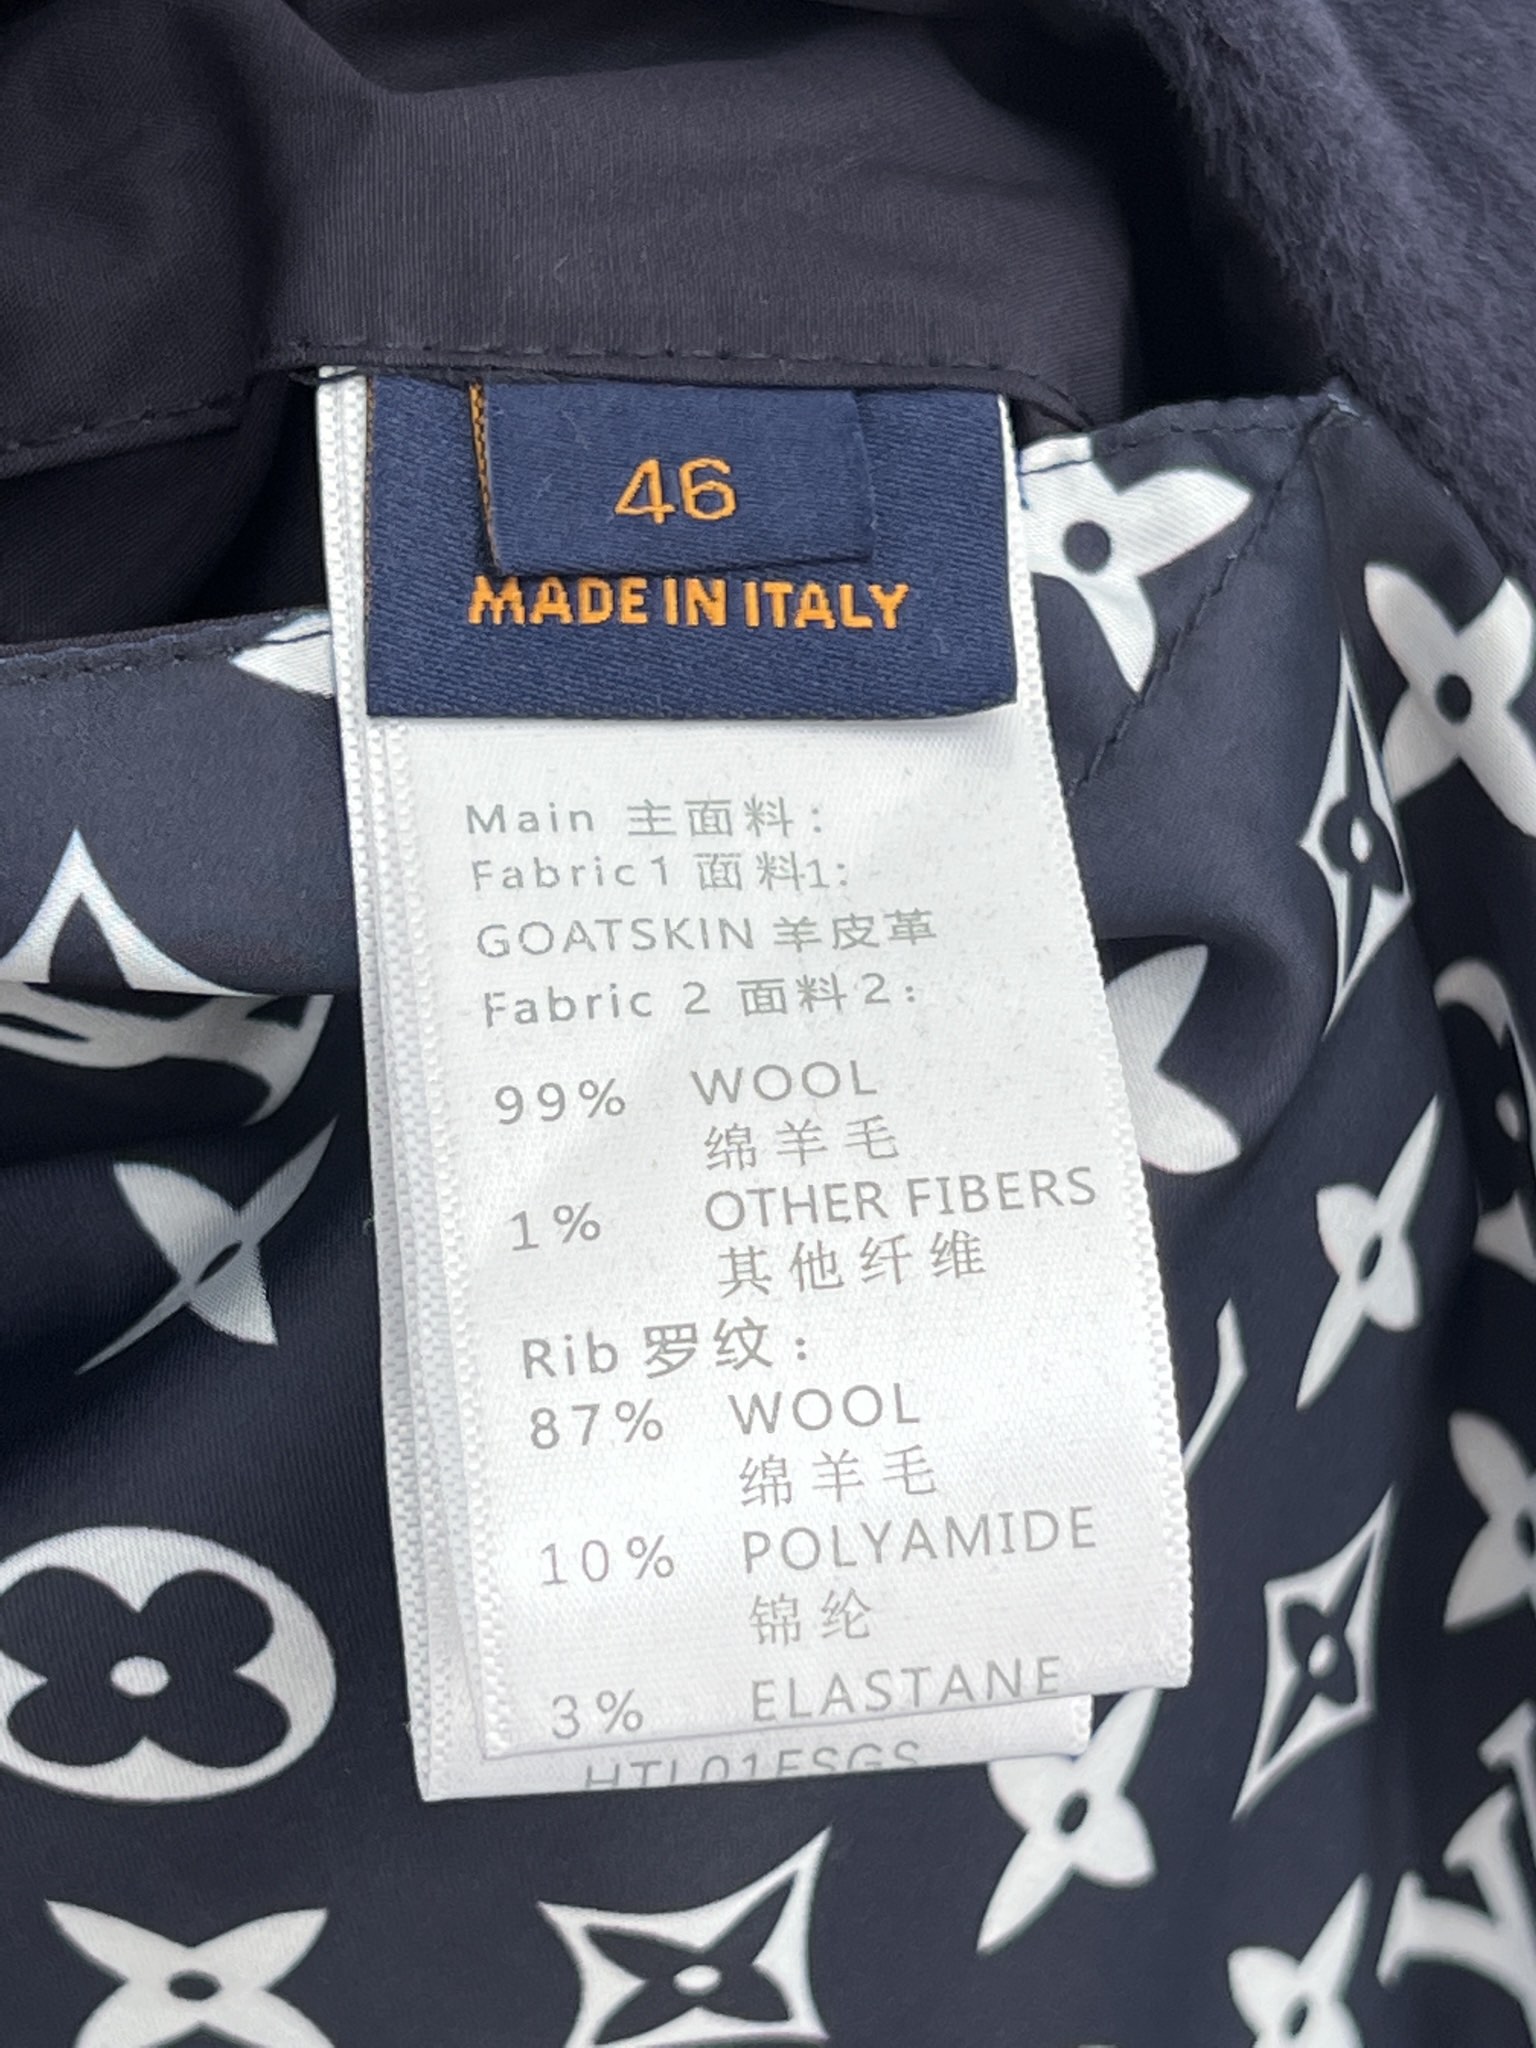 46
MADE IN ITALY
Main 主面料:
Fabric1 面料1:
GOATSKIN 羊皮革
Fabric 2 面料2:
99% WOOL
绵羊毛
1% OTHER FIBERS
其他纤维
Rib 罗纹:
87% WOOL
绵羊毛
10% POLYAMIDE
锦纶
3% ELASTANE